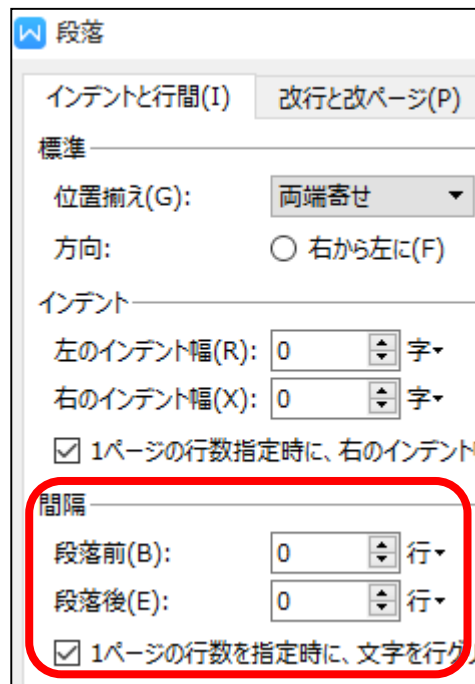 段落
インデントと行間(I) 改行と改ページ(P)
標準
位置揃え(G): 両端寄せ
方向: 右から左に(F)
インデント
左のインデント幅(R): 0 字
右のインデント幅(X): 0 字
1ページの行数指定時に、右のインデント
間隔
段落前(B): 0 行
段落後(E): 0 行
1ページの行数を指定時に、文字を行グ